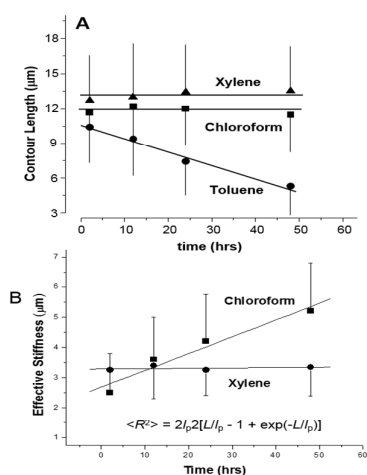 A
Contour Length (μm)
18
15
12
9
6
3
Xylene
Chloroform
Toluene
0 10 20 30 40 50 60
time (hrs)
B
Effective Stiffness (μm)
7
6
5
4
3
2
1
Chloroform
Xylene
<R²> = 2lp2[L/lp - 1 + exp(-L/lp)]
0 10 20 30 40 50 60
Time (hrs)